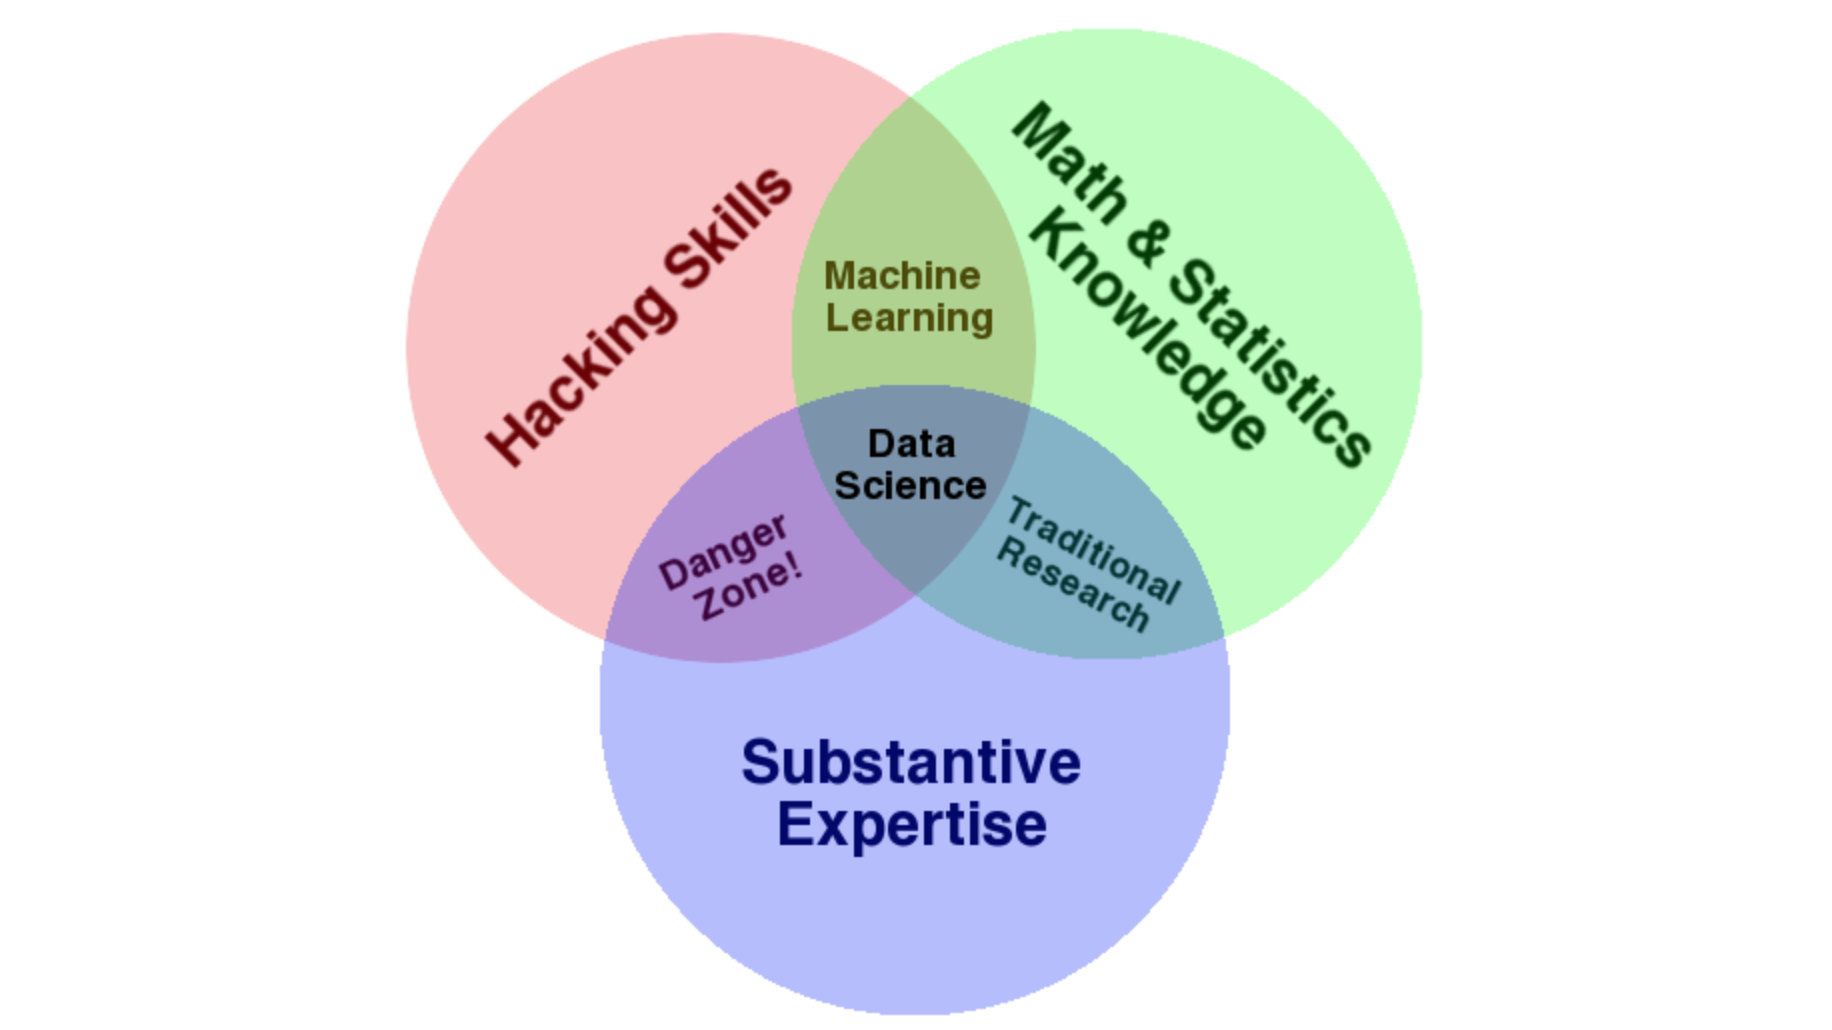 Hacking Skills
Math & Statistics
Knowledge
Machine
Learning
Data
Science
Danger
Zone!
Traditional
Research
Substantive
Expertise